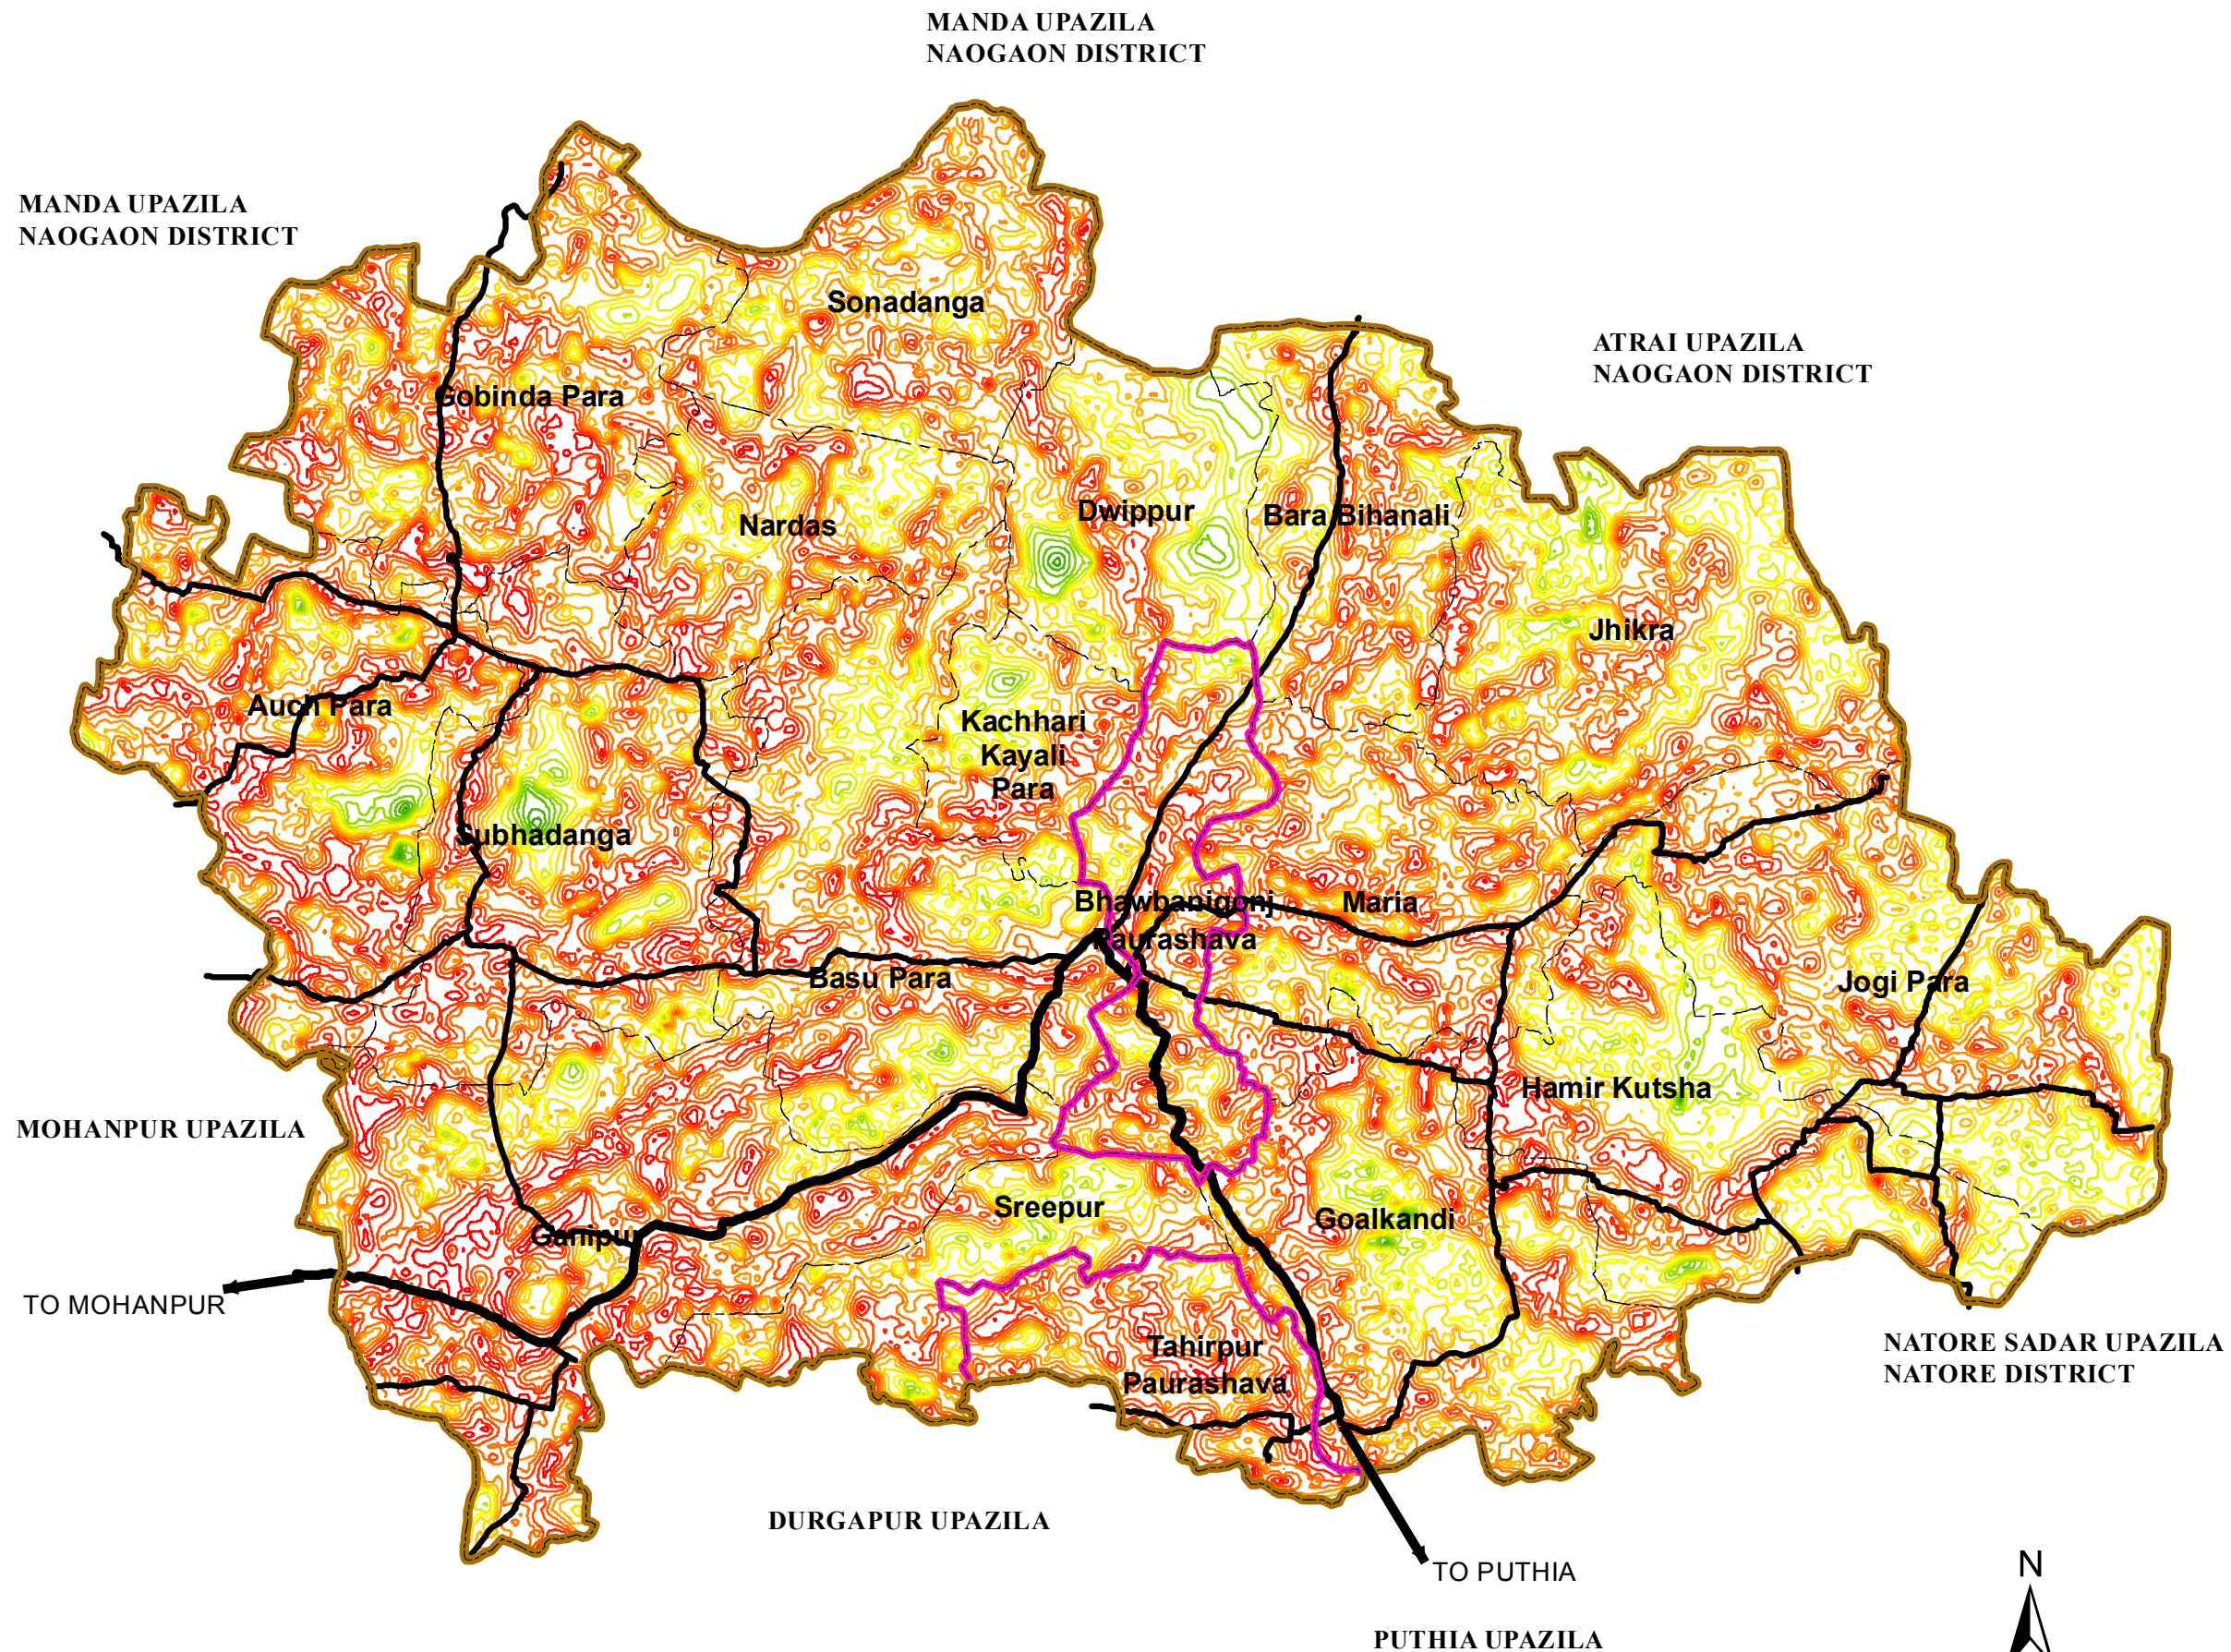 MANDA UPAZILA
NAOGAON DISTRICT
MANDA UPAZILA
NAOGAON DISTRICT
Sonadanga
ATRAI UPAZILA
NAOGAON DISTRICT
Gobinda Para
Dwippur
Bara Bihanali
Nardas
Jhikra
Auch Para
Kachhari
Kayali
Para
Subhadanga
Bhawbanigonj
Paurashava
Maria
Basu Para
Jogi Para
Hamir Kutsha
MOHANPUR UPAZILA
Sreepur
Goalkandi
Ganipur
TO MOHANPUR
Tahirpur
Paurashava
NATORE SADAR UPAZILA
NATORE DISTRICT
DURGAPUR UPAZILA
TO PUTHIA
N
PUTHIA UPAZILA